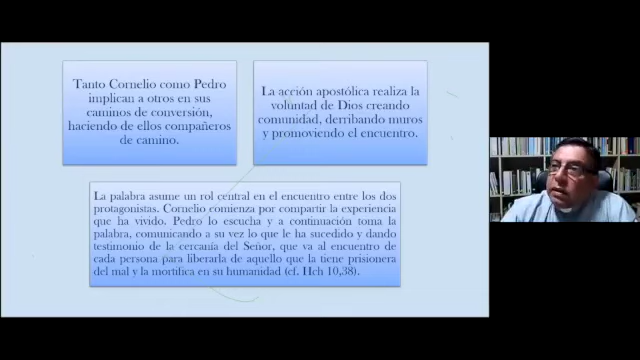 Tanto Cornelio como Pedro
implican a otros en sus
caminos de conversión,
haciendo de ellos compañeros
de camino.
La acción apostólica realiza la
voluntad de Dios creando
comunidad, derribando muros
y promoviendo el encuentro.
La palabra asume un rol central en el encuentro entre los dos
protagonistas. Cornelio comienza por compartir la experiencia
que ha vivido. Pedro lo escucha y a continuación toma la
palabra, comunicando a su vez lo que le ha sucedido y dando
testimonio de la cercanía del Señor, que va al encuentro de
cada persona para liberarla de aquello que la tiene prisionera
del mal y la mortifica en su humanidad (cf. Hch 10,38).